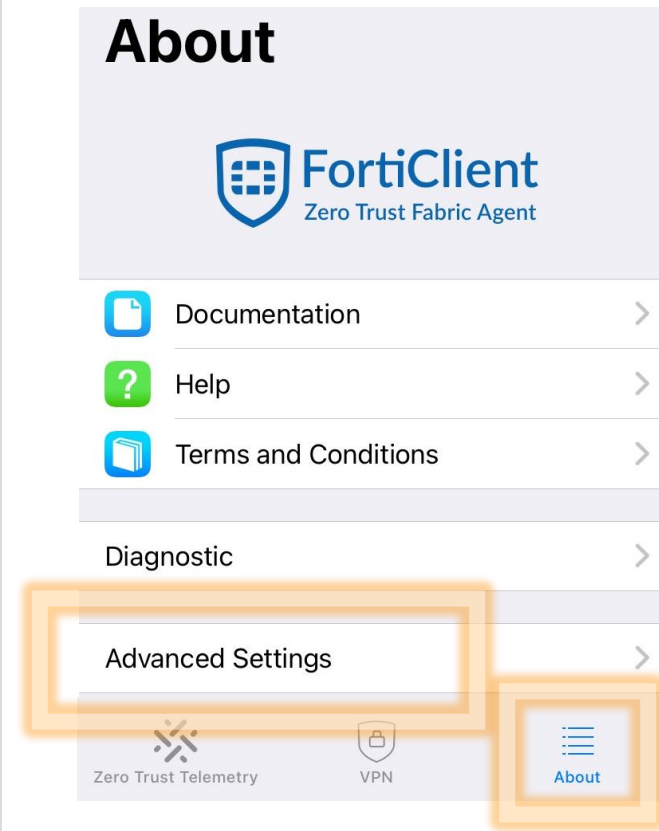 About
FortiClient
Zero Trust Fabric Agent
Documentation
?
Help
Terms and Conditions
Diagnostic
Advanced Settings
Zero Trust Telemetry
VPN
About